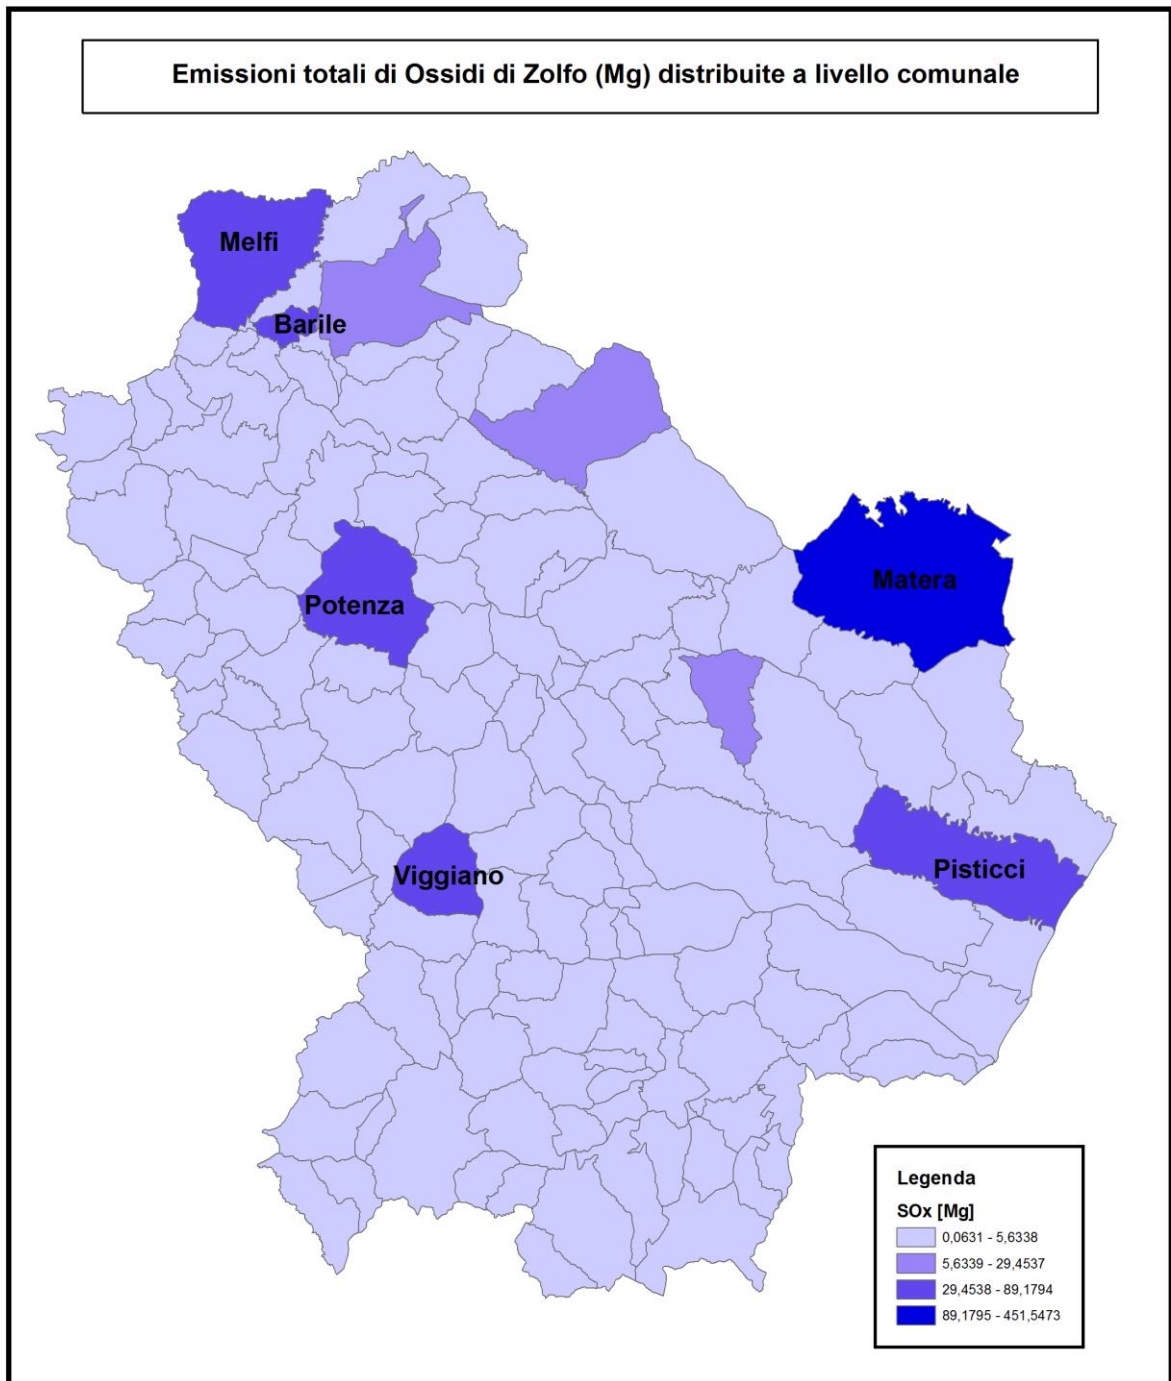 Emissioni totali di Ossidi di Zolfo (Mg) distribuite a livello comunale
Melfi
Barile
Matera
Potenza
Viggiano
Pisticci
Legenda
SOx [Mg]
0,0631 - 5,6338
5,6339 - 29,4537
29,4538 - 89,1794
89,1795 - 451,5473